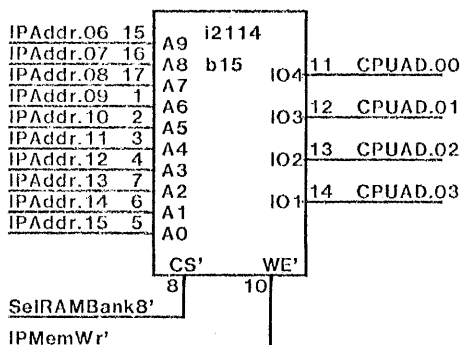 IPAddr.06 15 A9 i2114
IPAddr.07 16 A8 b15
IPAddr.08 17 A7 IO4 11 CPUAD.00
IPAddr.09 1 A6
IPAddr.10 2 A5 IO3 12 CPUAD.01
IPAddr.11 3 A4
IPAddr.12 4 A3 IO2 13 CPUAD.02
IPAddr.13 7 A2
IPAddr.14 6 A1 IO1 14 CPUAD.03
IPAddr.15 5 A0
CS' WE'
8 10
SelRAMBank8'
IPMemWr'